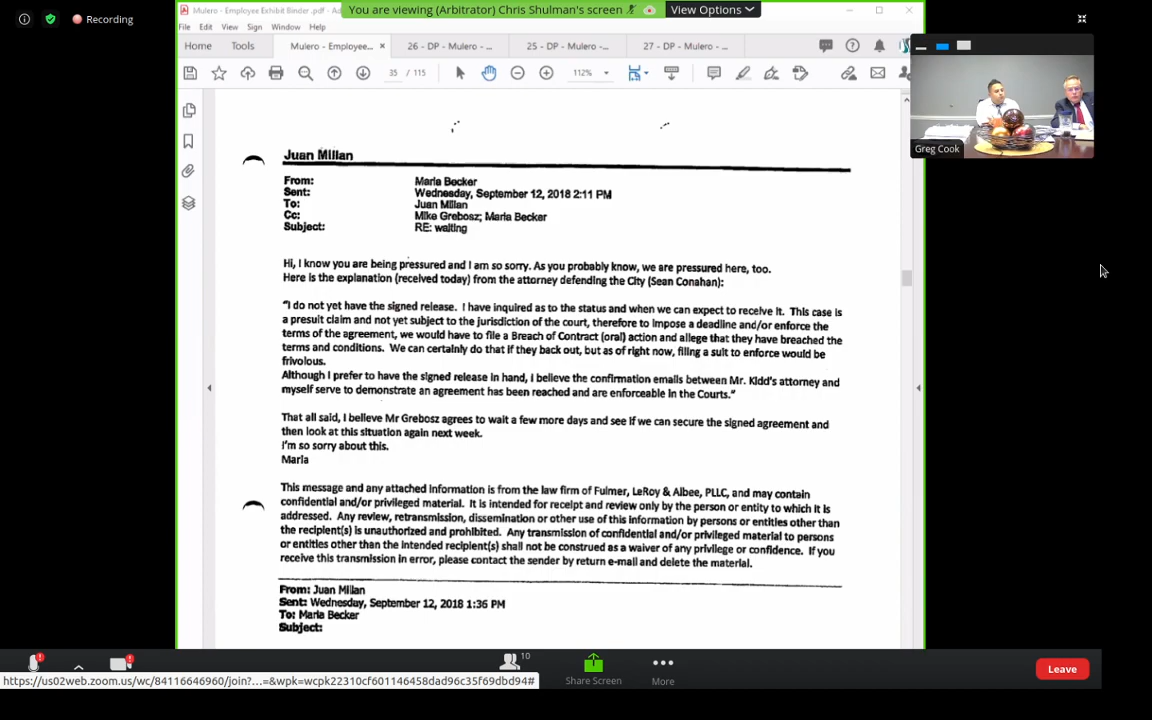 Recording
Mulero - Employee Exhibit Binder .pdf - Ad
You are viewing (Arbitrator) Chris Shulman's screen
View Options
File Edit View Sign Window Help
Home Tools Mulero - Employee... × 26 - DP - Mulero - ... 25 - DP - Mulero -... 27 - DP - Mulero - ...
35 / 115 112%
Greg Cook
Juan Millan
From: Maria Becker
Sent: Wednesday, September 12, 2018 2:11 PM
To: Juan Millan
Cc: Mike Grebosz; Maria Becker
Subject: RE: waiting
Hi, I know you are being pressured and I am so sorry. As you probably know, we are pressured here, too.
Here is the explanation (received today) from the attorney defending the City (Sean Conahan):
"I do not yet have the signed release. I have inquired as to the status and when we can expect to receive it. This case is
a presuit claim and not yet subject to the jurisdiction of the court, therefore to impose a deadline and/or enforce the
terms of the agreement, we would have to file a Breach of Contract (oral) action and allege that they have breached the
terms and conditions. We can certainly do that if they back out, but as of right now, filing a suit to enforce would be
frivolous.
Although I prefer to have the signed release in hand, I believe the confirmation emails between Mr. Kidd's attorney and
myself serve to demonstrate an agreement has been reached and are enforceable in the Courts."
That all said, I believe Mr Grebosz agrees to wait a few more days and see if we can secure the signed agreement and
then look at this situation again next week.
I'm so sorry about this.
Maria
This message and any attached information is from the law firm of Fulmer, LeRoy & Albee, PLLC, and may contain
confidential and/or privileged material. It is intended for receipt and review only by the person or entity to which it is
addressed. Any review, retransmission, dissemination or other use of this information by persons or entities other than
the recipient(s) is unauthorized and prohibited. Any transmission of confidential and/or privileged material to persons
or entities other than the intended recipient(s) shall not be construed as a waiver of any privilege or confidence. If you
receive this transmission in error, please contact the sender by return e-mail and delete the material.
From: Juan Millan
Sent: Wednesday, September 12, 2018 1:36 PM
To: Maria Becker
Subject:
10
Share Screen
More
Leave
https://us02web.zoom.us/wc/84116646960/join?...=&wpk=wcpk22310cf601146458dad96c35f69dbd94#